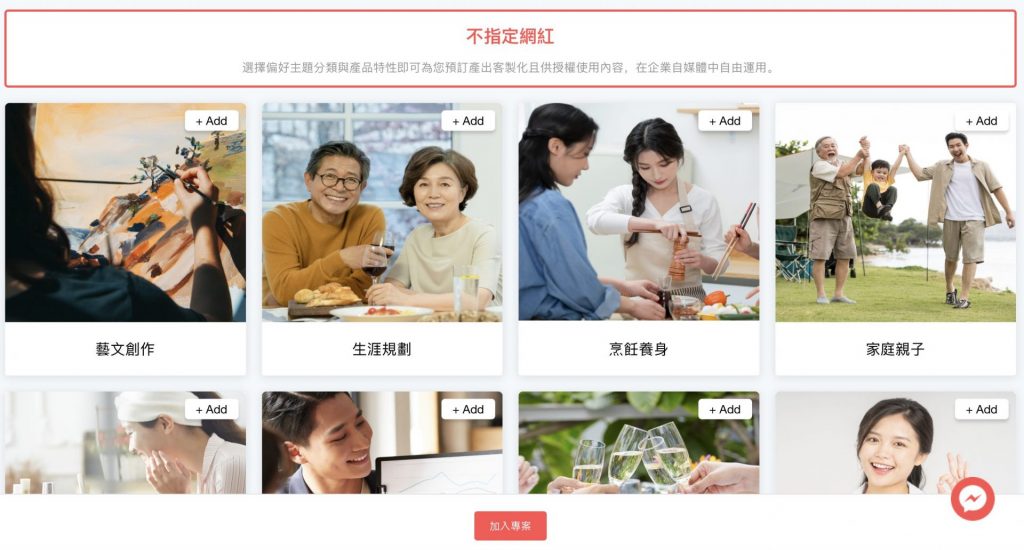 不指定網紅
選擇偏好主題分類與產品特性即可為您預訂產出客製化且供授權使用內容，在企業自媒體中自由運用。
+ Add
+ Add
+ Add
+ Add
藝文創作
生涯規劃
烹飪養身
家庭親子
+ Add
+ Add
+ Add
+ Add
加入專案